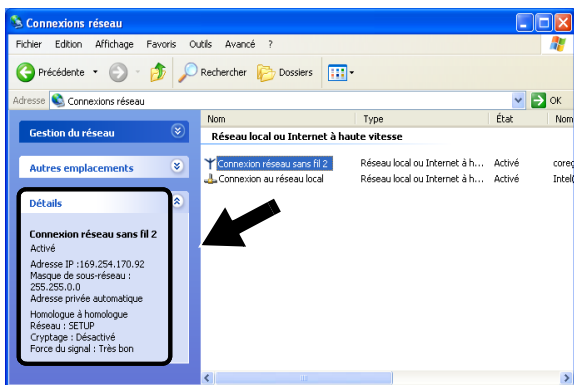 Connexions réseau
Fichier Edition Affichage Favoris Outils Avancé ?
Précédente Rechercher Dossiers
Adresse Connexions réseau OK
Nom Type État Nom
Gestion du réseau
Réseau local ou Internet à haute vitesse
Autres emplacements
Connexion réseau sans fil 2 Réseau local ou Internet à h... Activé coreg
Connexion au réseau local Réseau local ou Internet à h... Activé Intel(
Détails
Connexion réseau sans fil 2
Activé
Adresse IP :169.254.170.92
Masque de sous-réseau :
255.255.0.0
Adresse privée automatique
Homologue à homologue
Réseau : SETUP
Cryptage : Désactivé
Force du signal : Très bon